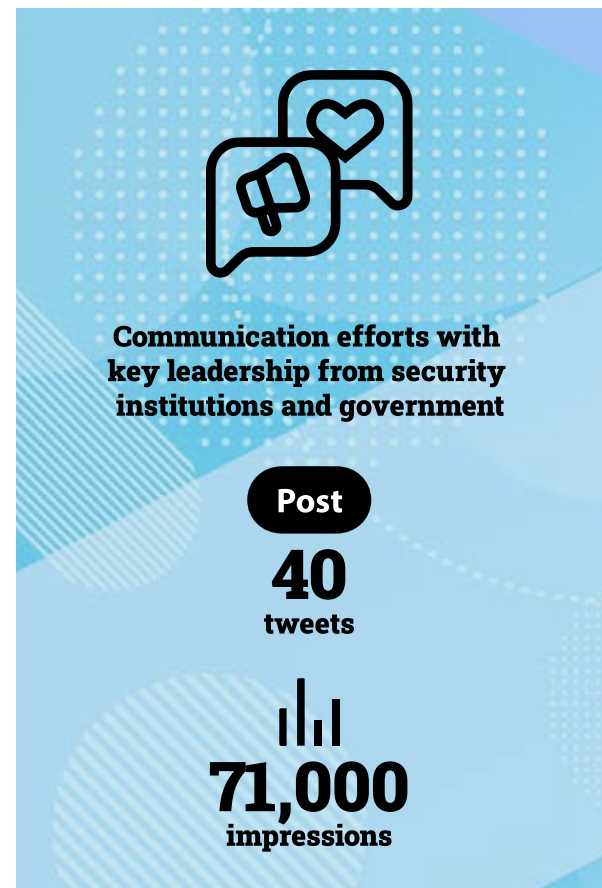 Communication efforts with
key leadership from security
institutions and government
Post
40
tweets
71,000
impressions